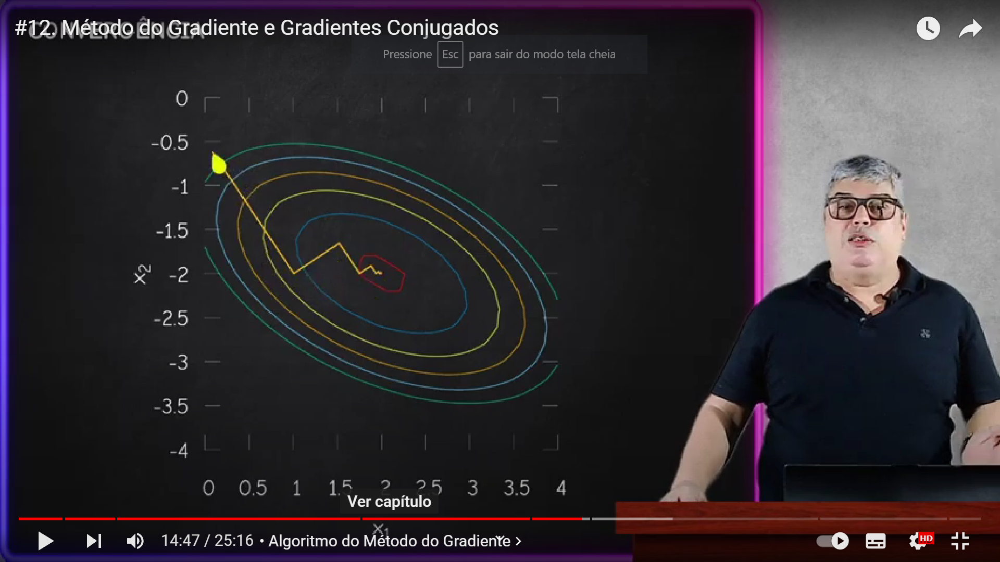 #12. Método do Gradiente e Gradientes Conjugados
CONVERGÊNCIA
Pressione Esc para sair do modo tela cheia
0
-0.5
-1
-1.5
x2
-2
-2.5
-3
-3.5
-4
0 0.5 1 1.5 2 2.5 3 3.5 4
Ver capítulo
x1
14:47 / 25:16 • Algoritmo do Método do Gradiente >
HD